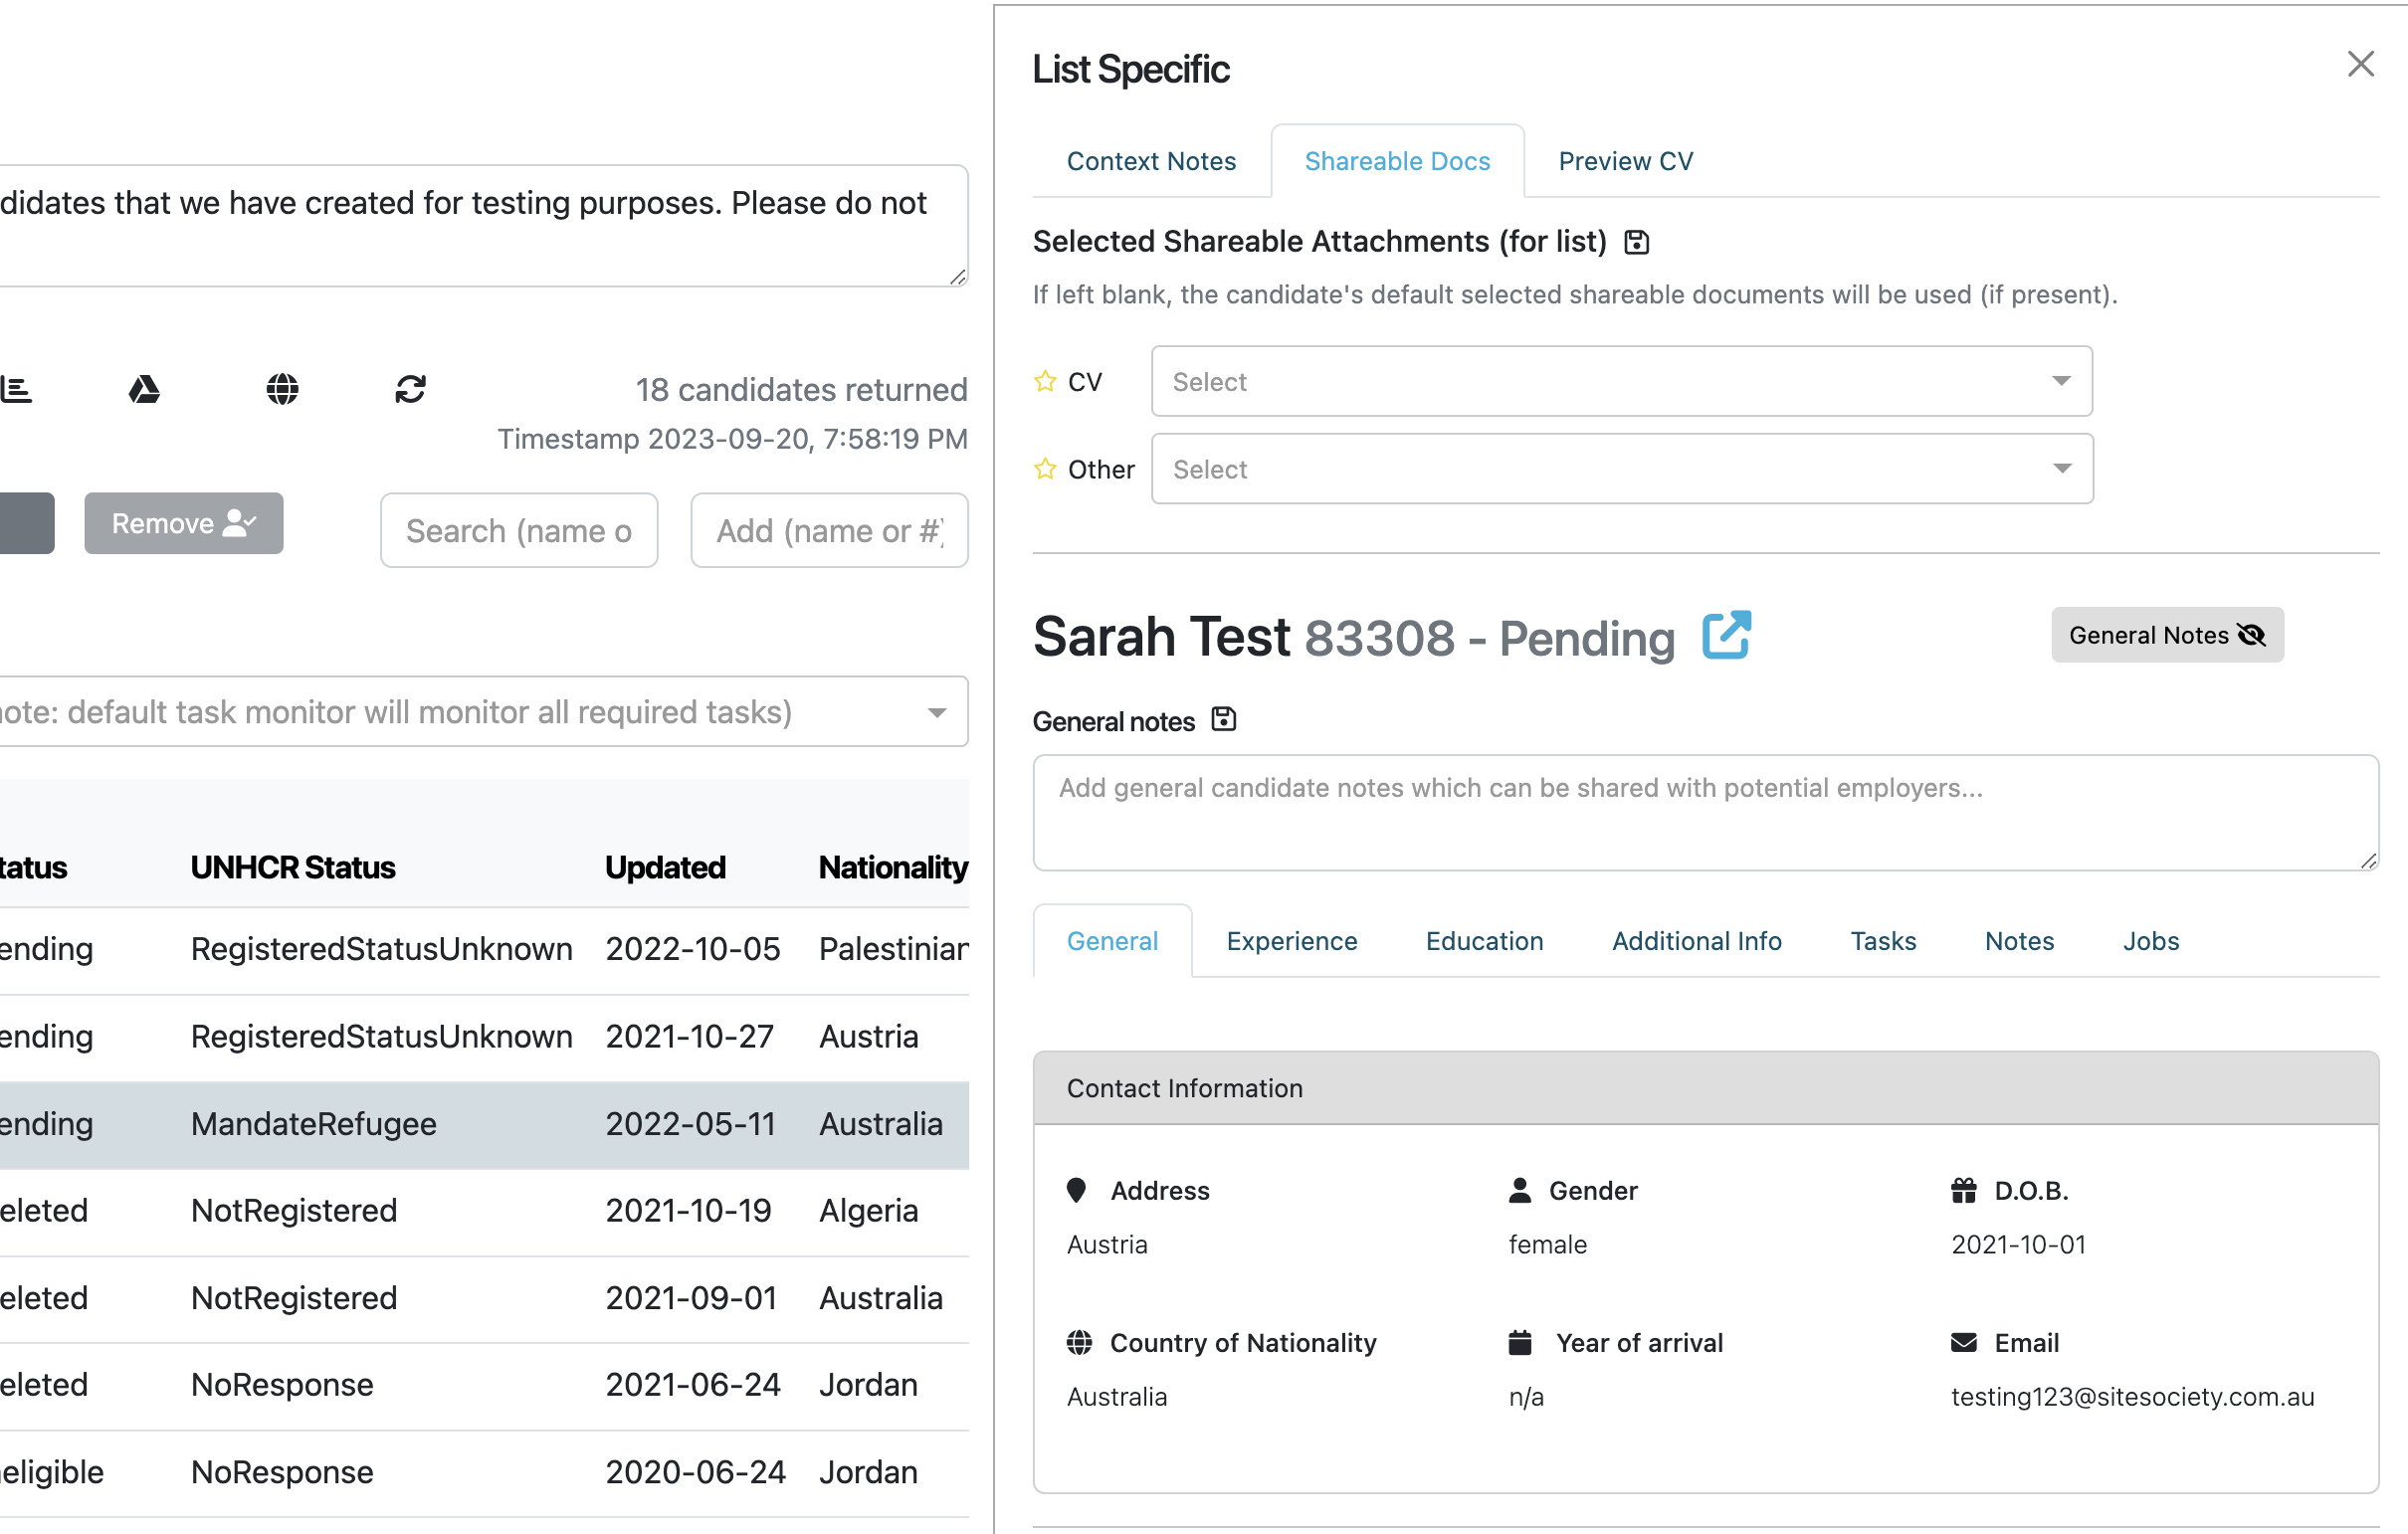 didates that we have created for testing purposes. Please do not
18 candidates returned
Timestamp 2023-09-20, 7:58:19 PM
Remove
Search (name o
Add (name or #)
ote: default task monitor will monitor all required tasks)
tatus UNHCR Status Updated Nationality
ending RegisteredStatusUnknown 2022-10-05 Palestinian
ending RegisteredStatusUnknown 2021-10-27 Austria
ending MandateRefugee 2022-05-11 Australia
eleted NotRegistered 2021-10-19 Algeria
eleted NotRegistered 2021-09-01 Australia
eleted NoResponse 2021-06-24 Jordan
eligible NoResponse 2020-06-24 Jordan
List Specific
Context Notes Shareable Docs Preview CV
Selected Shareable Attachments (for list)
If left blank, the candidate's default selected shareable documents will be used (if present).
CV Select
Other Select
Sarah Test 83308 - Pending
General Notes
General notes
Add general candidate notes which can be shared with potential employers...
General Experience Education Additional Info Tasks Notes Jobs
Contact Information
Address Gender D.O.B.
Austria female 2021-10-01
Country of Nationality Year of arrival Email
Australia n/a testing123@sitesociety.com.au